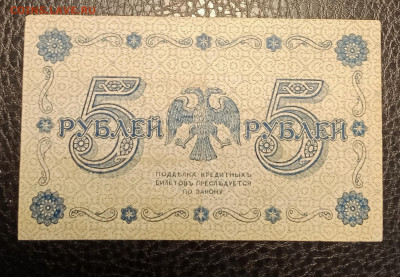 5 5
РУБЛЕЙ РУБЛЕЙ
ПОДДѢЛКА КРЕДИТНЫХЪ
БИЛЕТОВЪ ПРЕСЛѢДУЕТСЯ
ПО ЗАКОНУ.